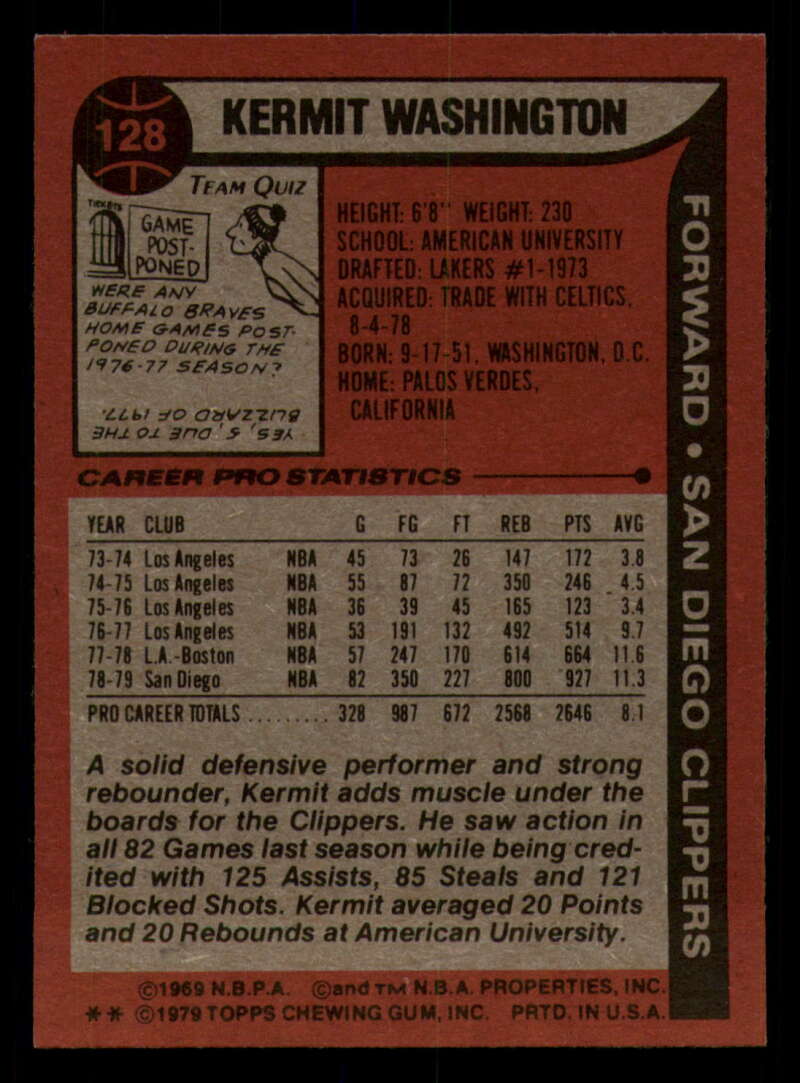 128
KERMIT WASHINGTON
TEAM QUIZ
TICKETS
GAME
POST-
PONED
WERE ANY
BUFFALO BRAVES
HOME GAMES POST-
PONED DURING THE
1976-77 SEASON?
YES, 5, DUE TO THE
BUZZARD OF 1977.
HEIGHT: 6'8" WEIGHT: 230
SCHOOL: AMERICAN UNIVERSITY
DRAFTED: LAKERS #1-1973
ACQUIRED: TRADE WITH CELTICS,
8-4-78
BORN: 9-17-51, WASHINGTON, D.C.
HOME: PALOS VERDES,
CALIFORNIA
FORWARD • SAN DIEGO CLIPPERS
CAREER PRO STATISTICS
YEAR CLUB G FG FT REB PTS AVG
73-74 Los Angeles NBA 45 73 26 147 172 3.8
74-75 Los Angeles NBA 55 87 72 350 246 4.5
75-76 Los Angeles NBA 36 39 45 165 123 3.4
76-77 Los Angeles NBA 53 191 132 492 514 9.7
77-78 L.A.-Boston NBA 57 247 170 614 664 11.6
78-79 San Diego NBA 82 350 227 800 927 11.3
PRO CAREER TOTALS ......... 328 987 672 2568 2646 8.1
A solid defensive performer and strong
rebounder, Kermit adds muscle under the
boards for the Clippers. He saw action in
all 82 Games last season while being cred-
ited with 125 Assists, 85 Steals and 121
Blocked Shots. Kermit averaged 20 Points
and 20 Rebounds at American University.
©1969 N.B.P.A. ©and TM N.B.A. PROPERTIES, INC.
** ©1979 TOPPS CHEWING GUM, INC. PRTD. IN U.S.A.